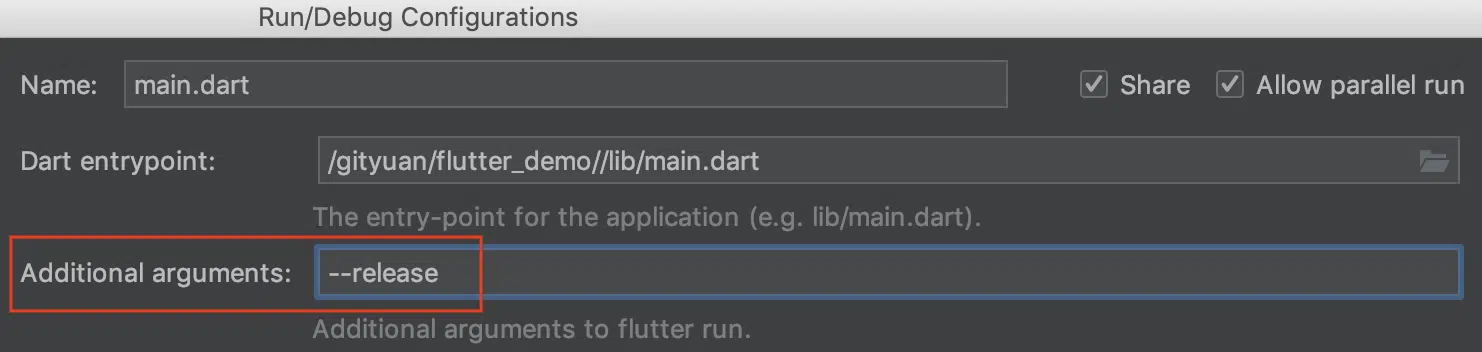 Run/Debug Configurations
Name: main.dart Share Allow parallel run
Dart entrypoint: /gityuan/flutter_demo//lib/main.dart
The entry-point for the application (e.g. lib/main.dart).
Additional arguments: --release
Additional arguments to flutter run.